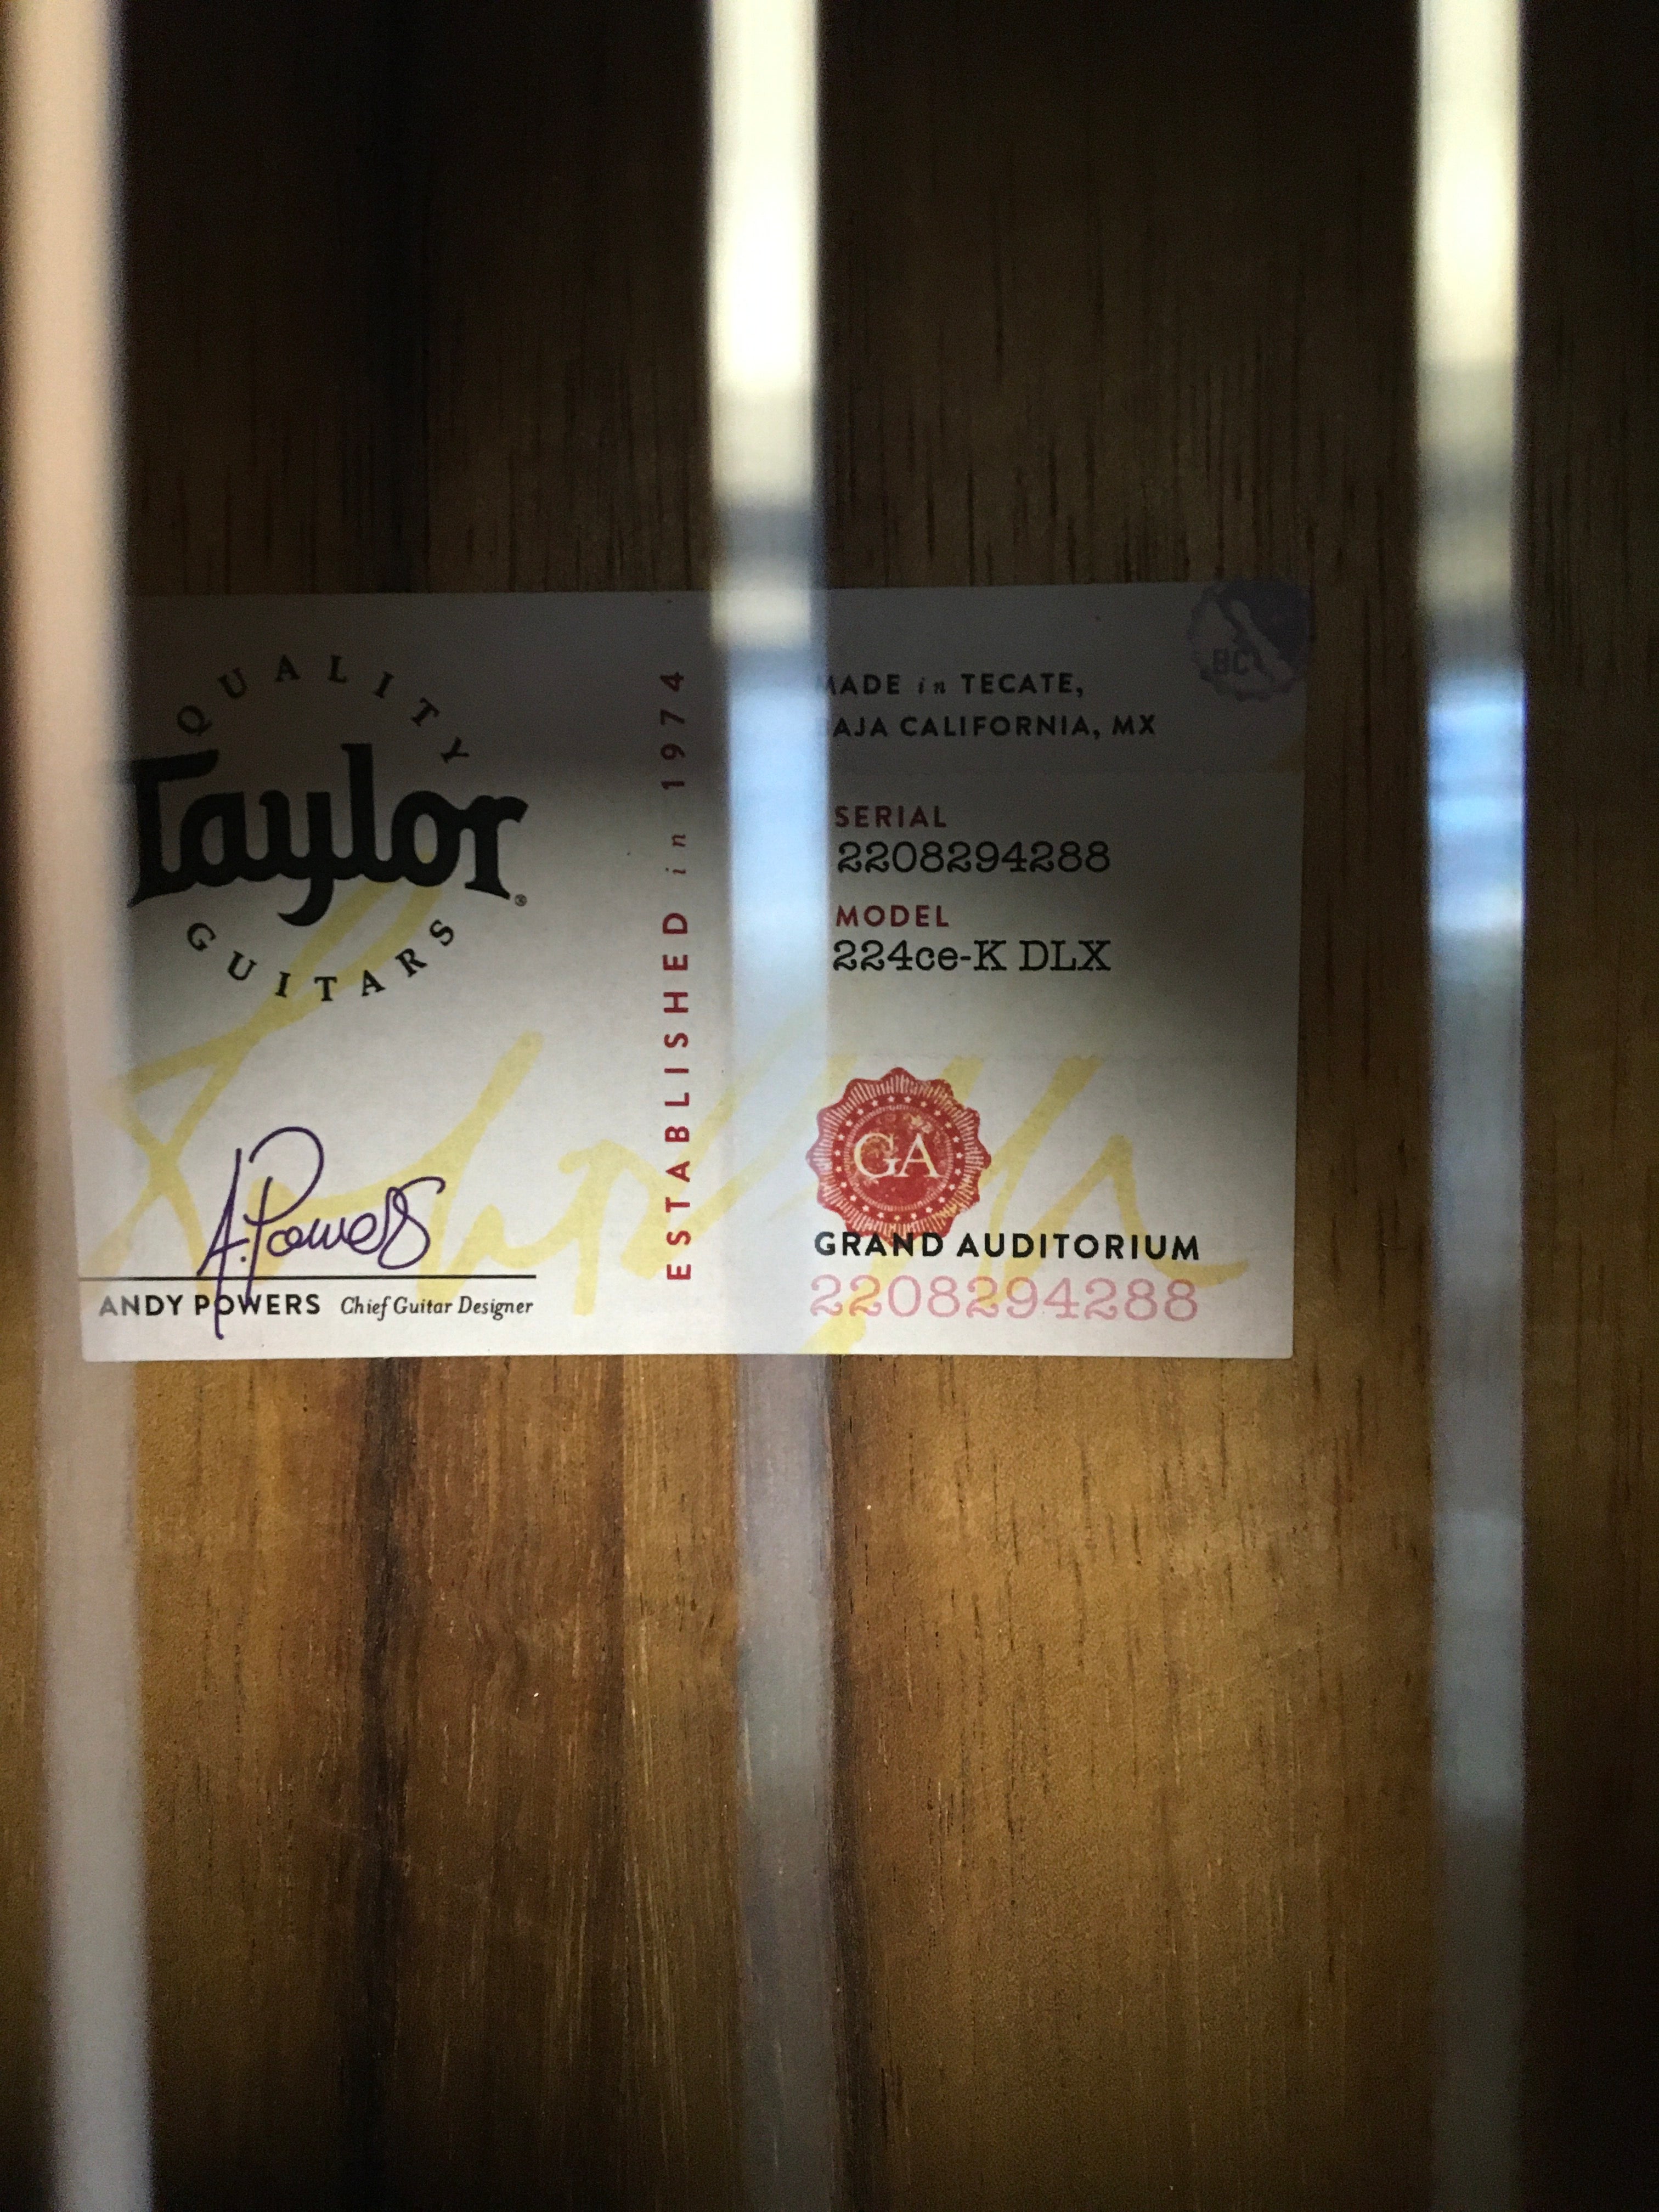 QUALITY
Taylor®
GUITARS
A. Powers
ANDY POWERS Chief Guitar Designer
ESTABLISHED in 1974
MADE in TECATE,
BAJA CALIFORNIA, MX
BC
SERIAL
2208294288
MODEL
224ce-K DLX
GA
GRAND AUDITORIUM
2208294288